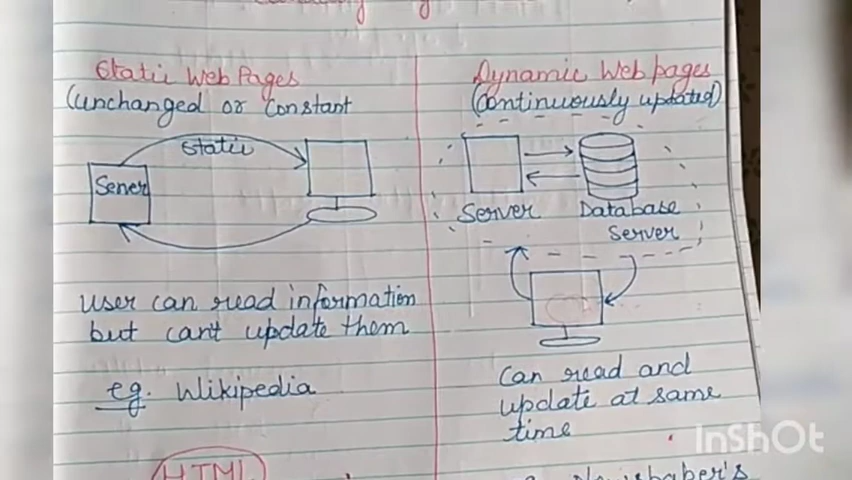 Static Web Pages
(unchanged or constant
Static
Server
User can read information
but can't update them
eg. Wikipedia
HTML
Dynamic Web pages
(continuously updated)
Server
Database
Server
Can read and
update at same
time
InShOt